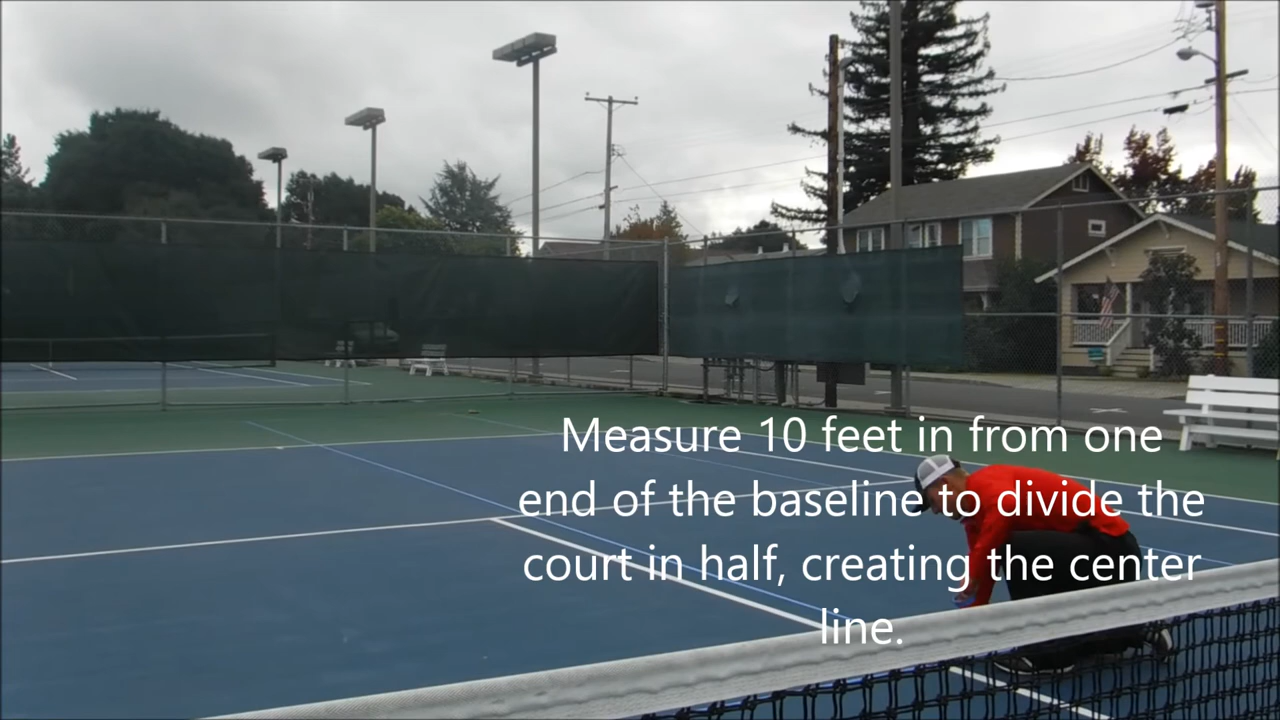 Measure 10 feet in from one
end of the baseline to divide the
court in half, creating the center
line.